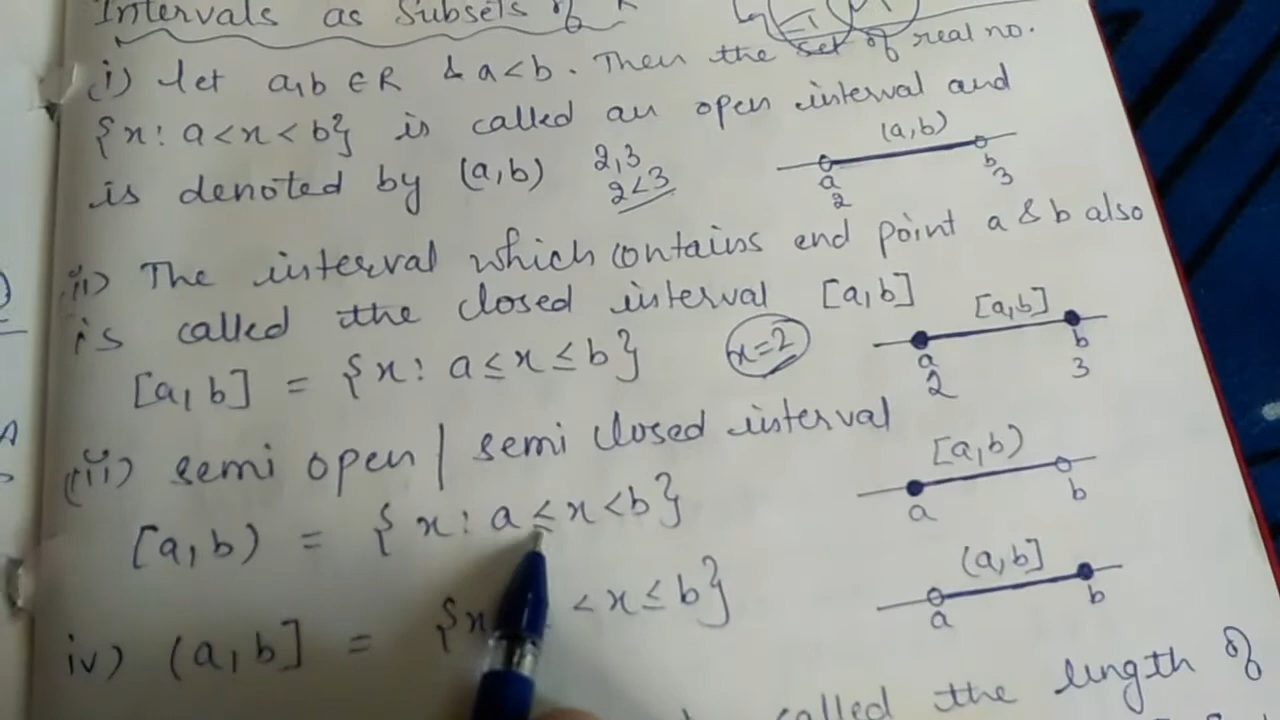 Intervals as Subsets of R
(i) let a,b ∈ R & a<b. Then the set of real no.
{x: a<x<b} is called an open interval and
is denoted by (a,b)
2,3
2<3
(a,b)
a
b
2
3
ii) The interval which contains end point a & b also
is called the closed interval [a,b]
[a,b] = {x: a≤x≤b}
x=2
[a,b]
a
b
2
3
(iii) semi open | semi closed interval
[a,b) = {x: a≤x<b}
[a,b)
a
b
iv) (a,b] = {x <x≤b}
(a,b]
a
b
called the length of